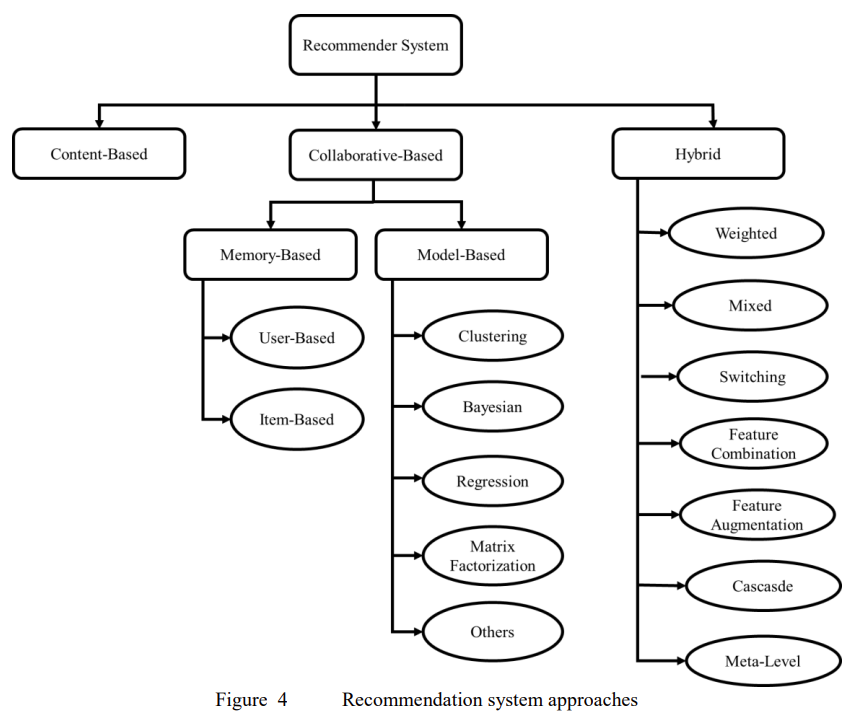 Recommender System
Content-Based
Collaborative-Based
Hybrid
Memory-Based
Model-Based
User-Based
Item-Based
Clustering
Bayesian
Regression
Matrix
Factorization
Others
Weighted
Mixed
Switching
Feature
Combination
Feature
Augmentation
Cascasde
Meta-Level
Figure 4 Recommendation system approaches